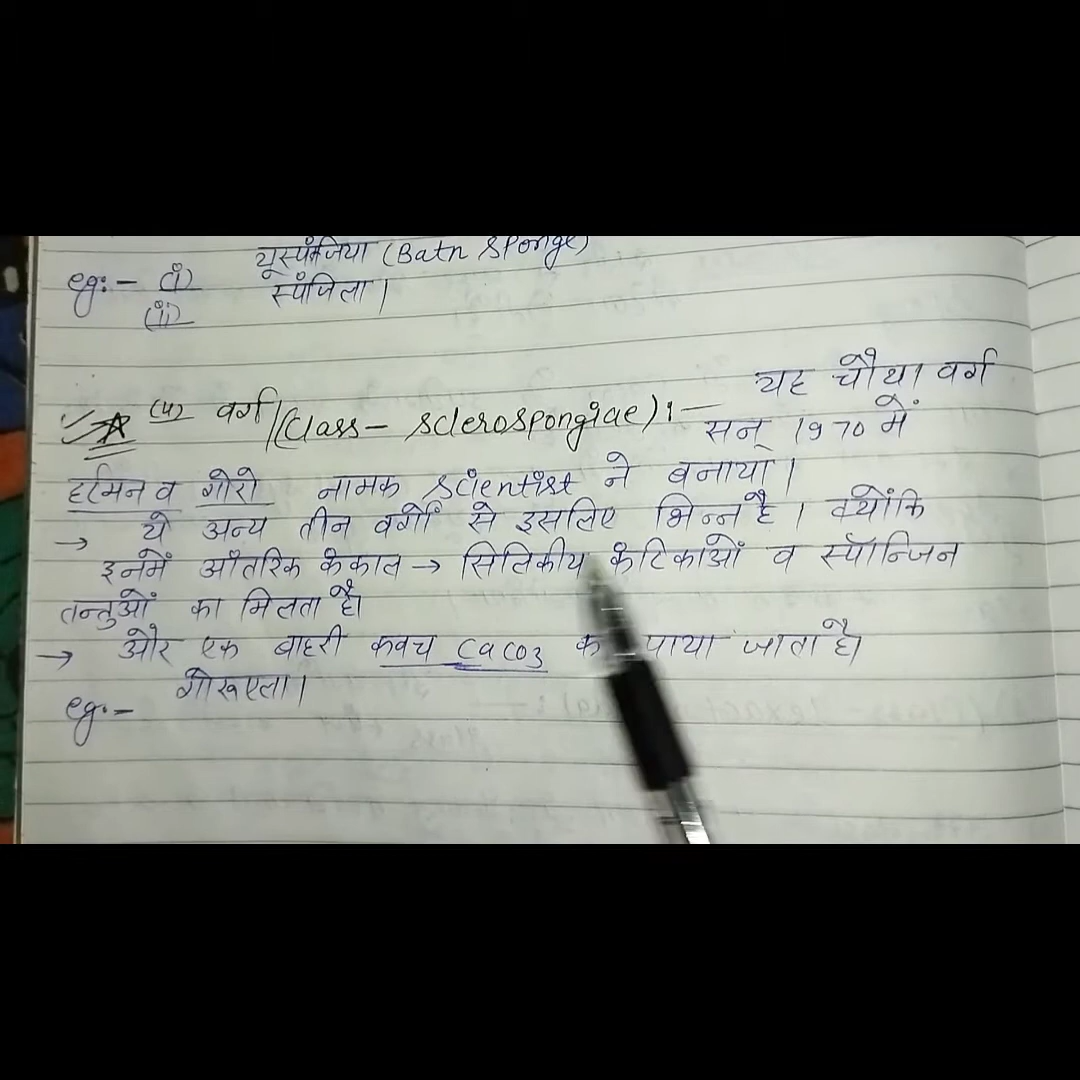 eg:- (i) यूस्पंजिया (Bath Sponge)
(ii) स्पंजिला।
(4) वर्ग/(Class- Sclerospongiae):- यह चौथा वर्ग
सन् 1970 में
हर्टमेन व गोरो नामक Scientist ने बनाया।
→ ये अन्य तीन वर्गों से इसलिए भिन्न है। क्योंकि
इनमें आंतरिक कंकाल → सिलिकीय कंटिकाओं व स्पॉन्जिन
तन्तुओं का मिलता है।
→ और एक बाहरी कवच CaCO3 पाया जाता है।
eg:-